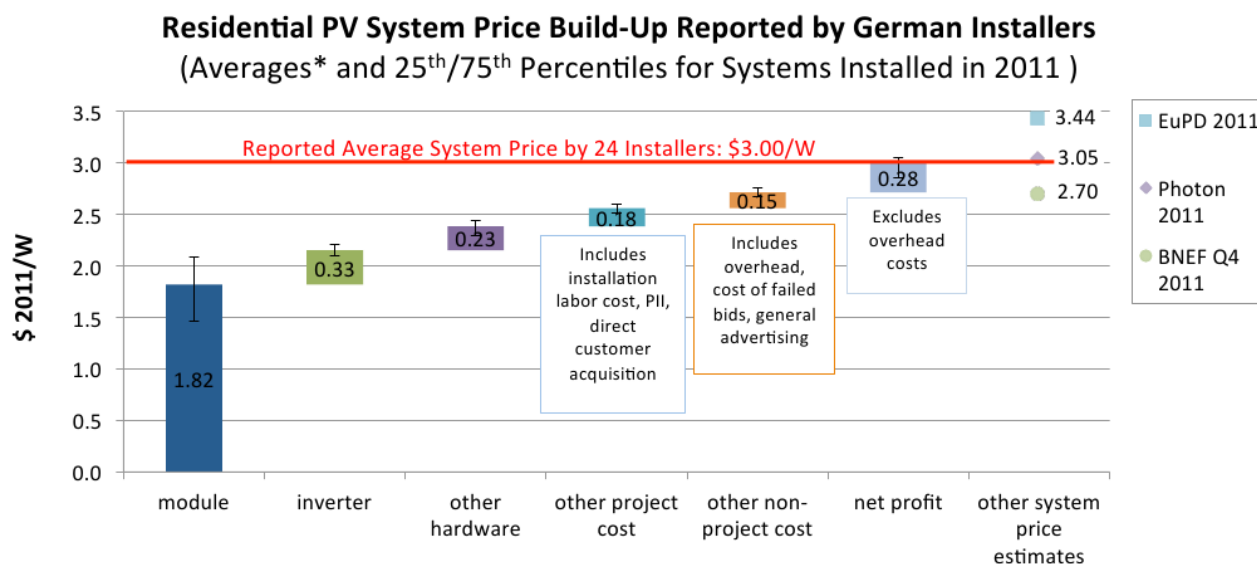 Residential PV System Price Build-Up Reported by German Installers
(Averages* and 25th/75th Percentiles for Systems Installed in 2011 )
$ 2011/W
3.5
3.0
2.5
2.0
1.5
1.0
0.5
0.0
Reported Average System Price by 24 Installers: $3.00/W
1.82
0.33
0.23
0.18
0.15
0.28
3.44
3.05
2.70
Includes
installation
labor cost, PII,
direct
customer
acquisition
Includes
overhead,
cost of failed
bids, general
advertising
Excludes
overhead
costs
module
inverter
other
hardware
other project
cost
other non-
project cost
net profit
other system
price
estimates
EuPD 2011
Photon
2011
BNEF Q4
2011